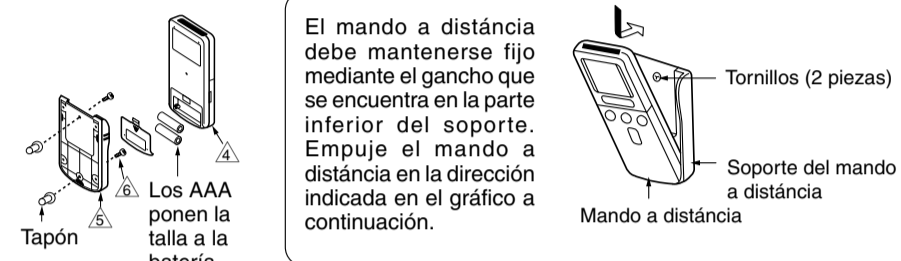 4
6
5
Tapón
Los AAA
ponen la
talla a la
batería
El mando a distáncia
debe mantenerse fijo
mediante el gancho que
se encuentra en la parte
inferior del soporte.
Empuje el mando a
distáncia en la dirección
indicada en el gráfico a
continuación.
Tornillos (2 piezas)
Soporte del mando
a distáncia
Mando a distáncia